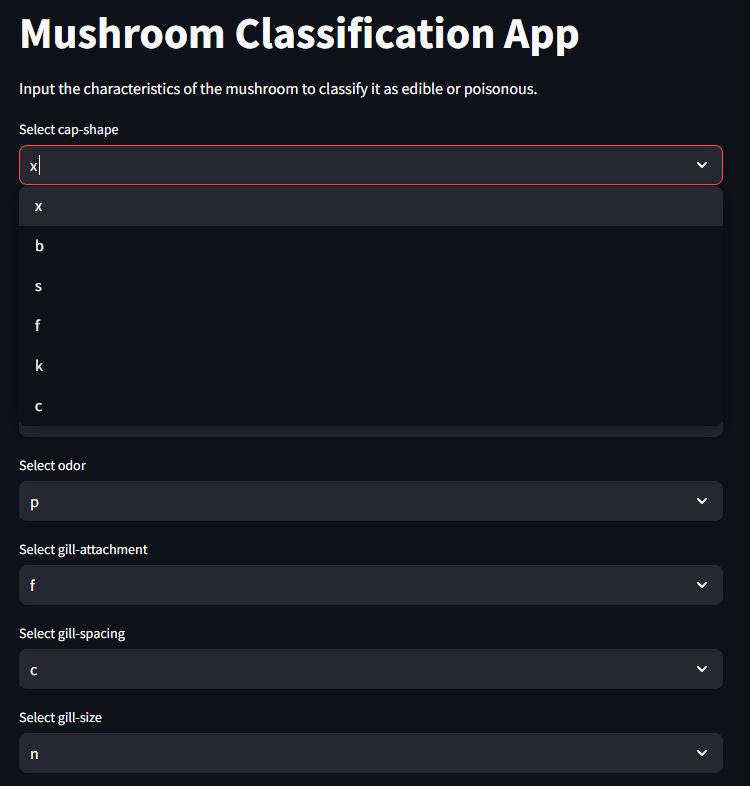 Mushroom Classification App
Input the characteristics of the mushroom to classify it as edible or poisonous.
Select cap-shape
x
x
b
s
f
k
c
Select odor
p
Select gill-attachment
f
Select gill-spacing
c
Select gill-size
n